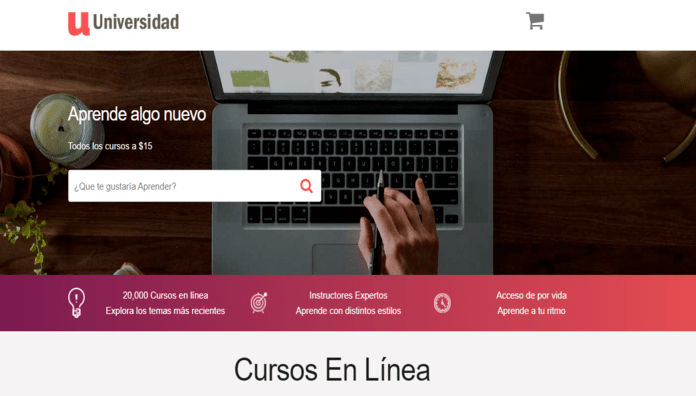 u Universidad
Aprende algo nuevo
Todos los cursos a $15
¿Que te gustaría Aprender?
20,000 Cursos en línea
Explora los temas más recientes
Instructores Expertos
Aprende con distintos estilos
Acceso de por vida
Aprende a tu ritmo
Cursos En Línea